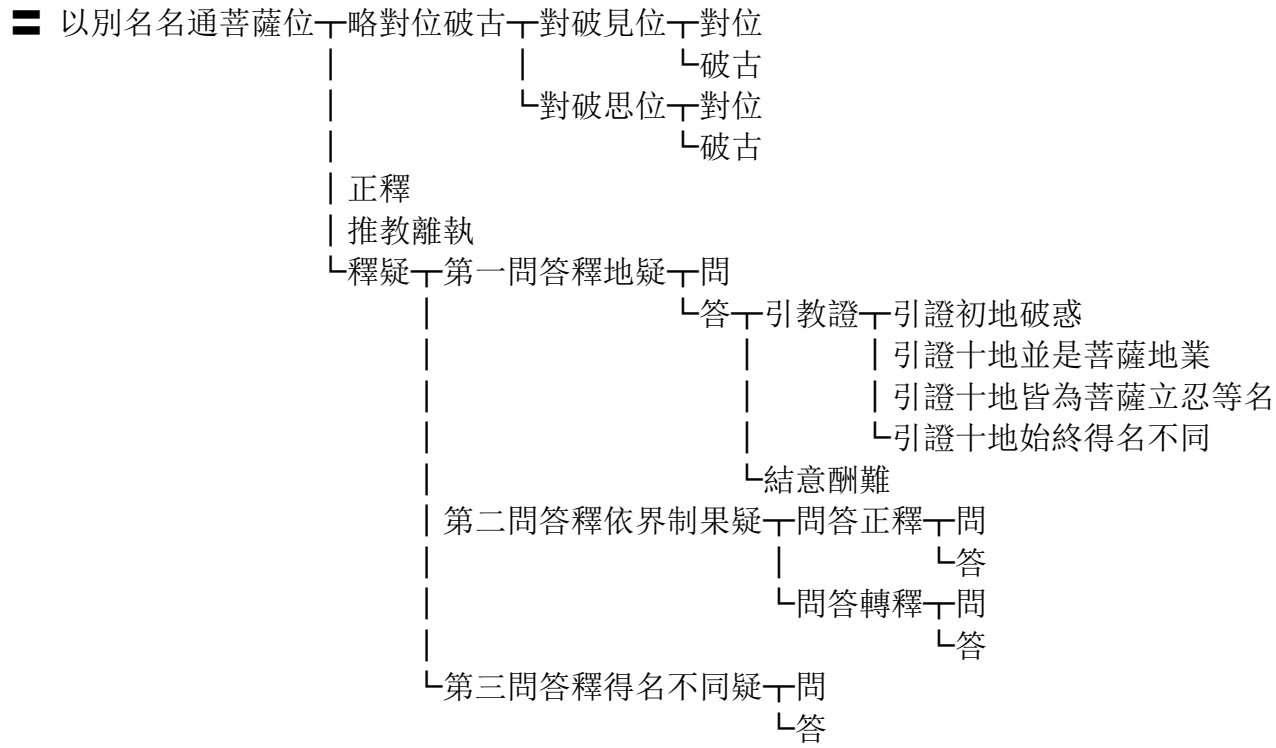 〓 以別名名通菩薩位┬略對位破古┬對破見位┬對位
│ │ └破古
│ └對破思位┬對位
│ └破古
│正釋
│推教離執
└釋疑┬第一問答釋地疑┬問
│ └答┬引教證┬引證初地破惑
│ │ │引證十地並是菩薩地業
│ │ │引證十地皆為菩薩立忍等名
│ │ └引證十地始終得名不同
│ └結意酬難
│第二問答釋依界制果疑┬問答正釋┬問
│ │ └答
│ └問答轉釋┬問
│ └答
└第三問答釋得名不同疑┬問
└答